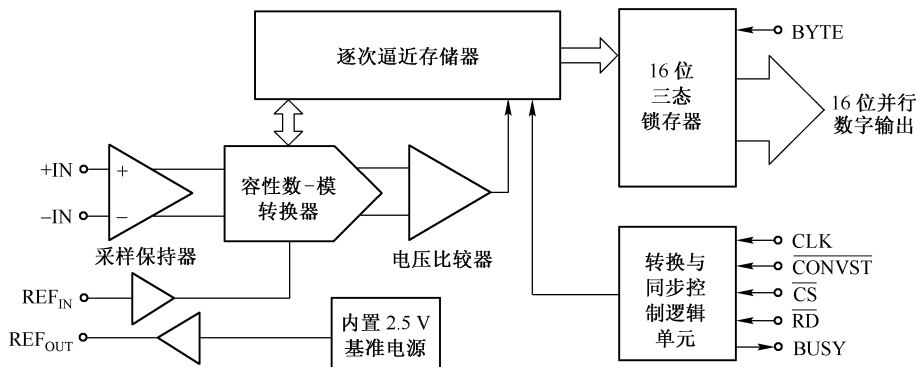 逐次逼近存储器
16 位
三态
锁存器
BYTE
16 位并行
数字输出
+IN
−IN
+
−
采样保持器
容性数-模
转换器
电压比较器
REF_IN
REF_OUT
内置 2.5 V
基准电源
转换与
同步控
制逻辑
单元
CLK
CONVST
CS
RD
BUSY